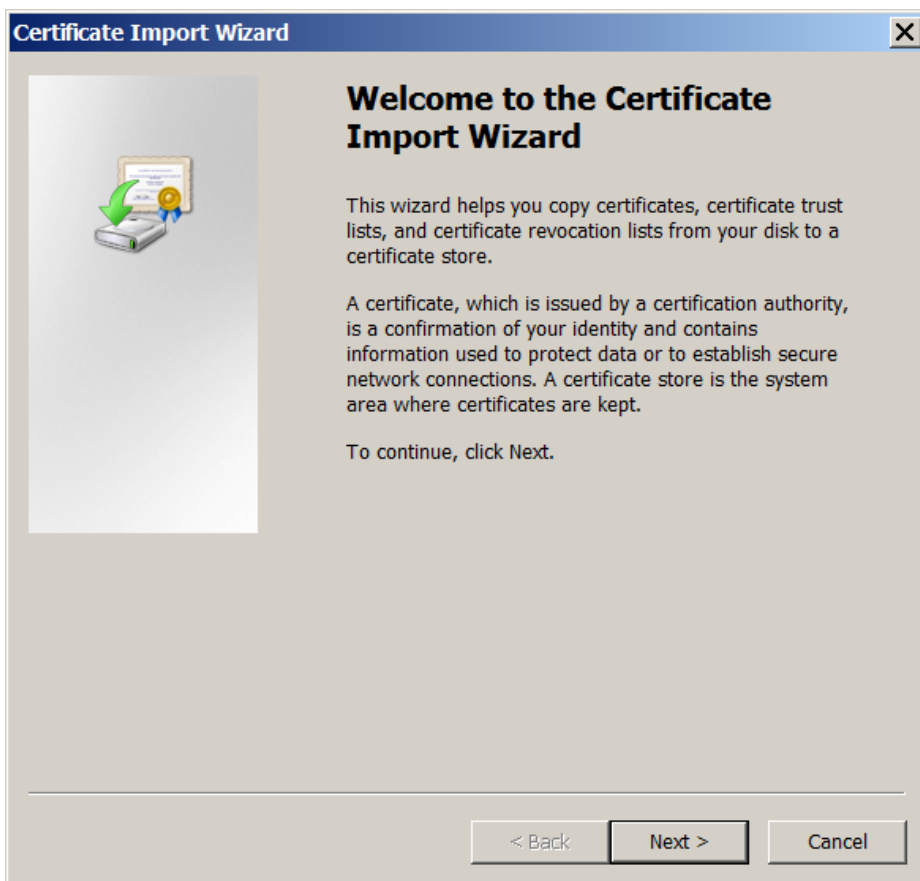 Certificate Import Wizard
Welcome to the Certificate
Import Wizard
This wizard helps you copy certificates, certificate trust
lists, and certificate revocation lists from your disk to a
certificate store.
A certificate, which is issued by a certification authority,
is a confirmation of your identity and contains
information used to protect data or to establish secure
network connections. A certificate store is the system
area where certificates are kept.
To continue, click Next.
< Back
Next >
Cancel